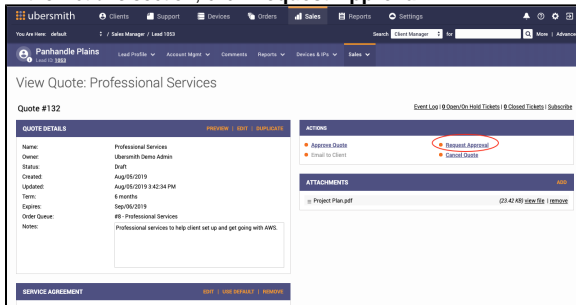 ubersmith Clients Support Devices Orders Sales Reports Settings
You Are Here: default / Sales Manager / Lead 1053 Search Client Manager for More | Advance
Panhandle Plains
Lead ID: 1053
Lead Profile Account Mgmt Comments Reports Devices & IPs Sales
View Quote: Professional Services
Quote #132
Event Log | 0 Open/On Hold Tickets | 0 Closed Tickets | Subscribe
QUOTE DETAILS PREVIEW | EDIT | DUPLICATE
Name: Professional Services
Owner: Ubersmith Demo Admin
Status: Draft
Created: Aug/05/2019
Updated: Aug/05/2019 3:42:34 PM
Term: 6 months
Expires: Sep/06/2019
Order Queue: #8 - Professional Services
Notes: Professional services to help client set up and get going with AWS.
ACTIONS
Approve Quote Request Approval
Email to Client Cancel Quote
ATTACHMENTS ADD
Project Plan.pdf (23.42 KB) view file | remove
SERVICE AGREEMENT EDIT | USE DEFAULT | REMOVE